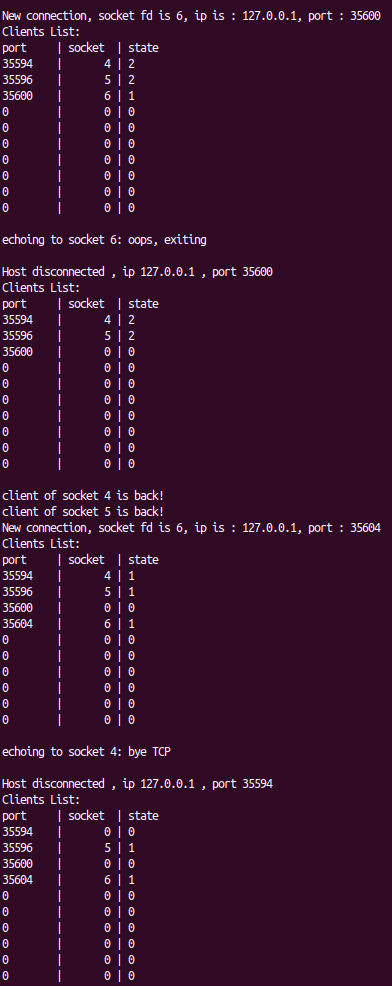 New connection, socket fd is 6, ip is : 127.0.0.1, port : 35600
Clients List:
port     | socket  | state
35594    |       4 | 2
35596    |       5 | 2
35600    |       6 | 1
0        |       0 | 0
0        |       0 | 0
0        |       0 | 0
0        |       0 | 0
0        |       0 | 0
0        |       0 | 0
0        |       0 | 0

echoing to socket 6: oops, exiting

Host disconnected , ip 127.0.0.1 , port 35600
Clients List:
port     | socket  | state
35594    |       4 | 2
35596    |       5 | 2
35600    |       0 | 0
0        |       0 | 0
0        |       0 | 0
0        |       0 | 0
0        |       0 | 0
0        |       0 | 0
0        |       0 | 0
0        |       0 | 0

client of socket 4 is back!
client of socket 5 is back!
New connection, socket fd is 6, ip is : 127.0.0.1, port : 35604
Clients List:
port     | socket  | state
35594    |       4 | 1
35596    |       5 | 1
35600    |       0 | 0
35604    |       6 | 1
0        |       0 | 0
0        |       0 | 0
0        |       0 | 0
0        |       0 | 0
0        |       0 | 0
0        |       0 | 0

echoing to socket 4: bye TCP

Host disconnected , ip 127.0.0.1 , port 35594
Clients List:
port     | socket  | state
35594    |       0 | 0
35596    |       5 | 1
35600    |       0 | 0
35604    |       6 | 1
0        |       0 | 0
0        |       0 | 0
0        |       0 | 0
0        |       0 | 0
0        |       0 | 0
0        |       0 | 0